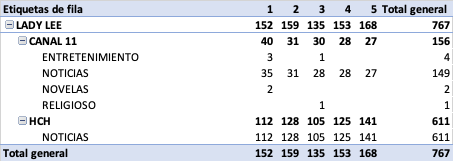 Etiquetas de fila 1 2 3 4 5 Total general
LADY LEE 152 159 135 153 168 767
CANAL 11 40 31 30 28 27 156
ENTRETENIMIENTO 3 1 4
NOTICIAS 35 31 28 28 27 149
NOVELAS 2 2
RELIGIOSO 1 1
HCH 112 128 105 125 141 611
NOTICIAS 112 128 105 125 141 611
Total general 152 159 135 153 168 767